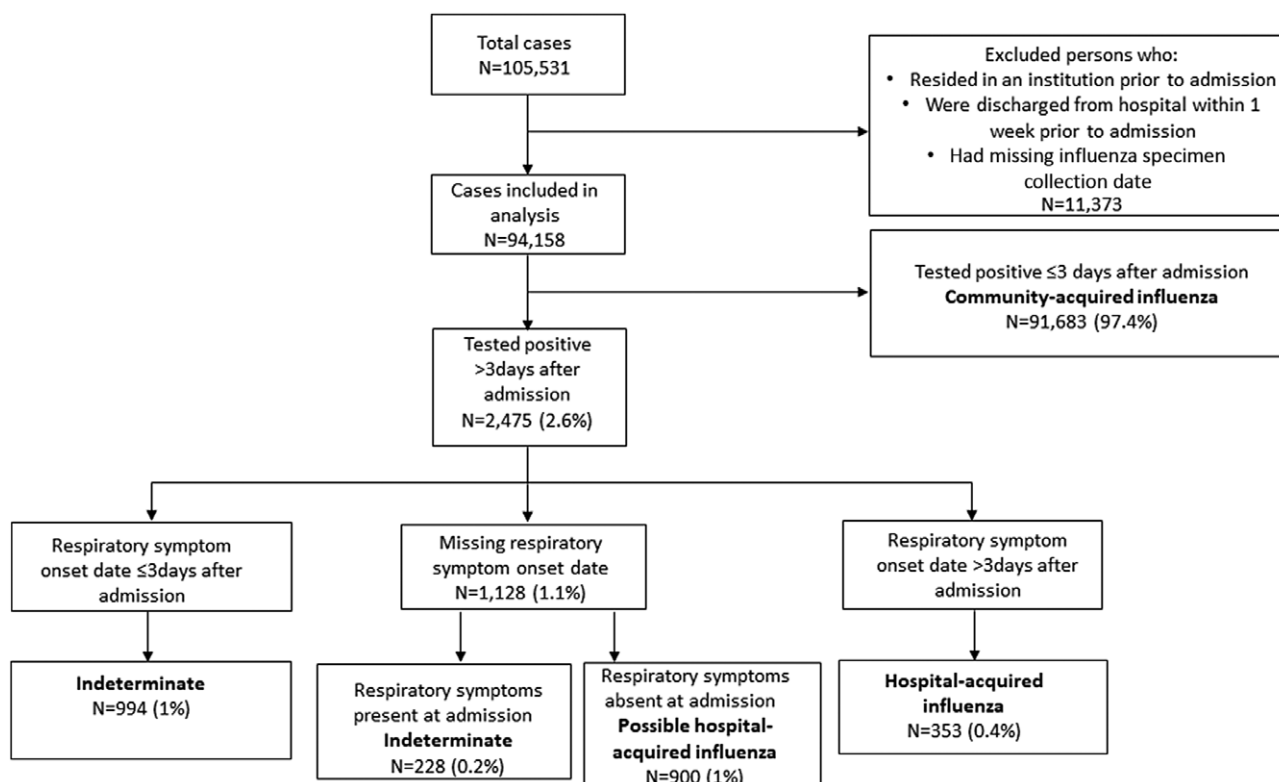 Total cases
N=105,531
Excluded persons who:
• Resided in an institution prior to admission
• Were discharged from hospital within 1
week prior to admission
• Had missing influenza specimen
collection date
N=11,373
Cases included in
analysis
N=94,158
Tested positive ≤3 days after admission
Community-acquired influenza
N=91,683 (97.4%)
Tested positive
>3days after
admission
N=2,475 (2.6%)
Respiratory symptom
onset date ≤3days after
admission
Missing respiratory
symptom onset date
N=1,128 (1.1%)
Respiratory symptom
onset date >3days after
admission
Indeterminate
N=994 (1%)
Respiratory symptoms
present at admission
Indeterminate
N=228 (0.2%)
Respiratory symptoms
absent at admission
Possible hospital-
acquired influenza
N=900 (1%)
Hospital-acquired
influenza
N=353 (0.4%)